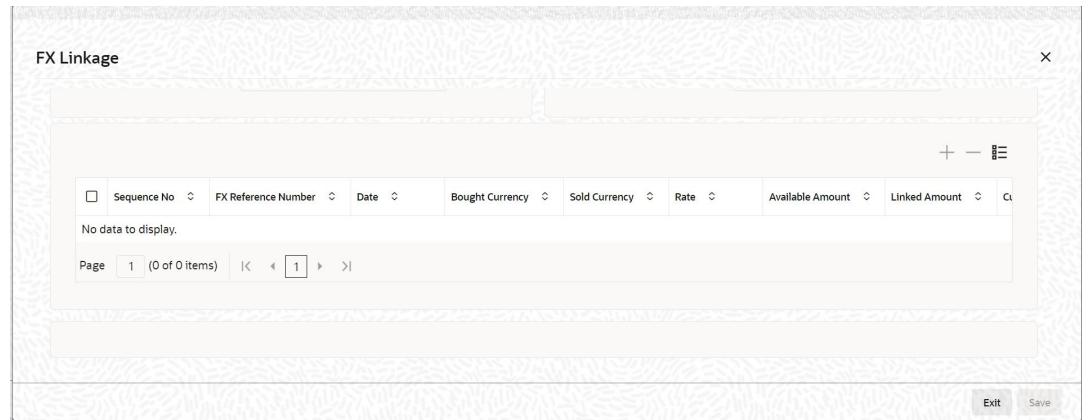 FX Linkage
Sequence No FX Reference Number Date Bought Currency Sold Currency Rate Available Amount Linked Amount
No data to display.
Page 1 (0 of 0 items) 1
Exit Save